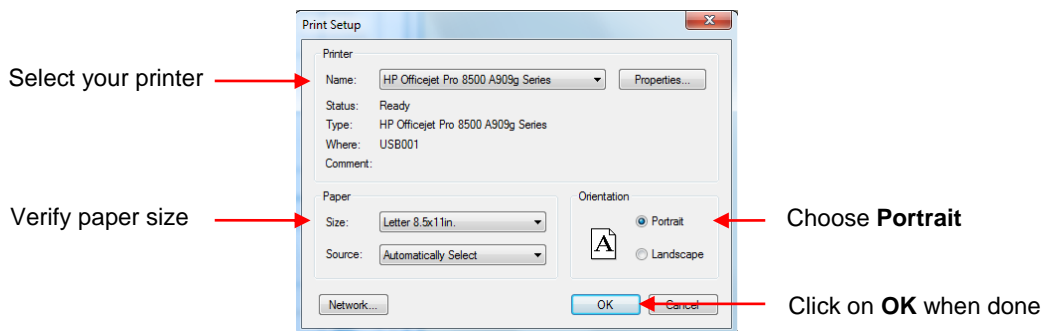 Print Setup
Printer
Select your printer
Name: HP Officejet Pro 8500 A909g Series Properties...
Status: Ready
Type: HP Officejet Pro 8500 A909g Series
Where: USB001
Comment:
Paper
Orientation
Verify paper size
Size: Letter 8.5x11in.
Portrait
Choose Portrait
A
Source: Automatically Select
Landscape
Network...
OK
Cancel
Click on OK when done